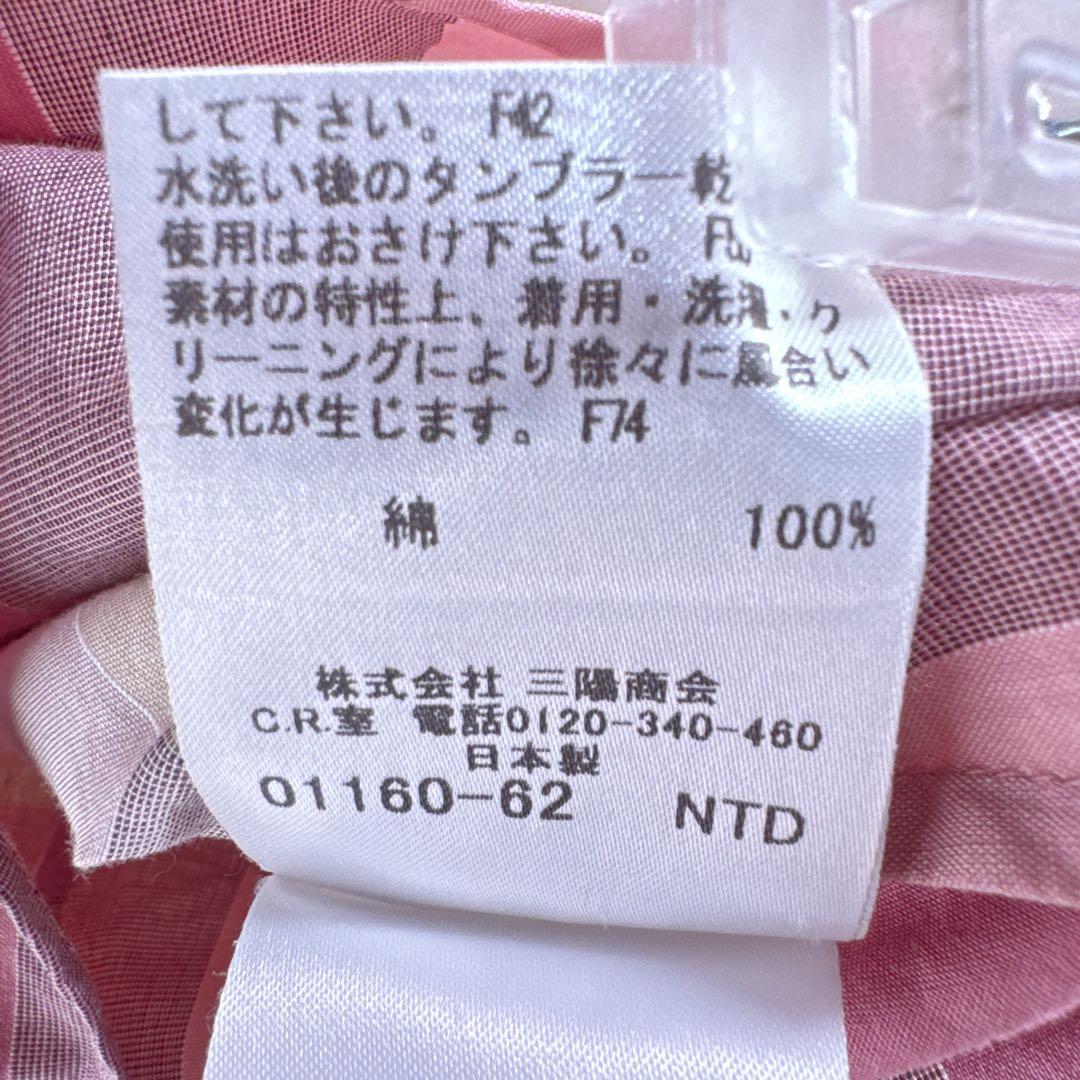 して下さい。 F42
水洗い後のタンブラー乾
使用はおさけ下さい。
素材の特性上、着用・洗濯・ク
リーニングにより徐々に風合い
変化が生じます。 F74
綿 100%
株式会社 三陽商会
C.R.室 電話0120-340-460
日本製
01160-62 NTD